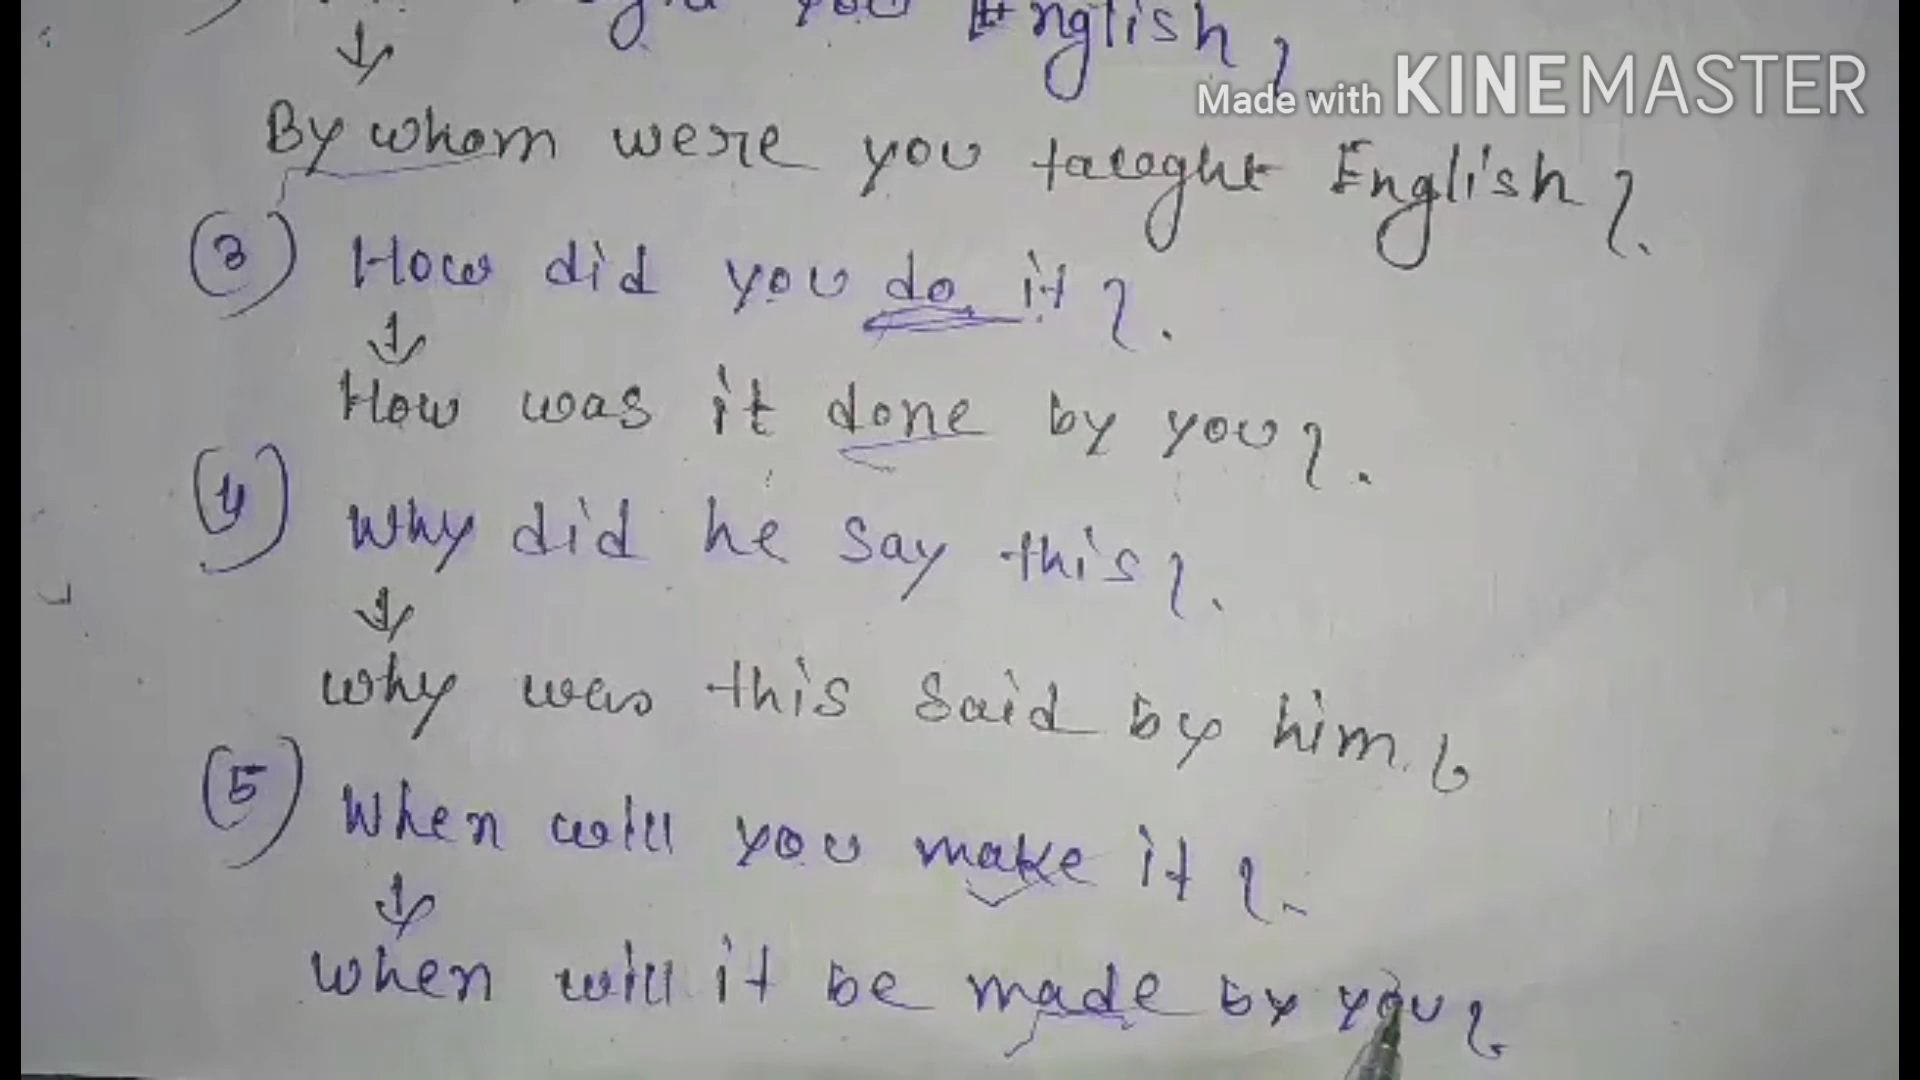 you English?
Made with KINEMASTER
By whom were you taught English?
(3) How did you do it?
How was it done by you?
(4) Why did he say this?
why was this said by him?
(5) When will you make it?
when will it be made by you?